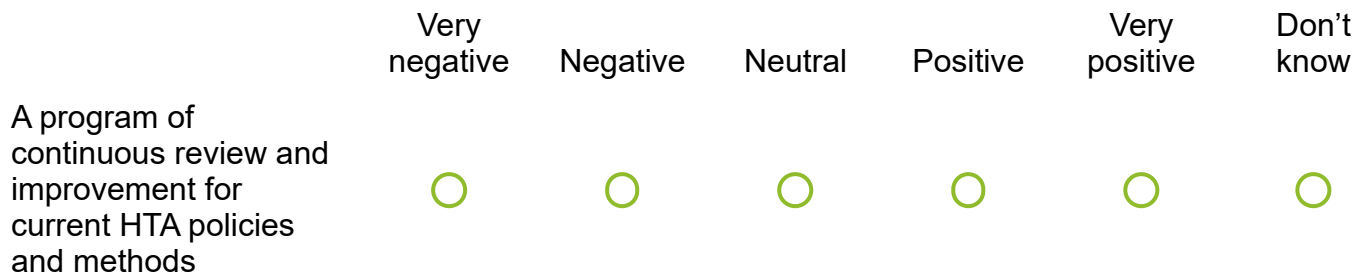 Very negative
Negative
Neutral
Positive
Very positive
Don’t know
A program of
continuous review and
improvement for
current HTA policies
and methods